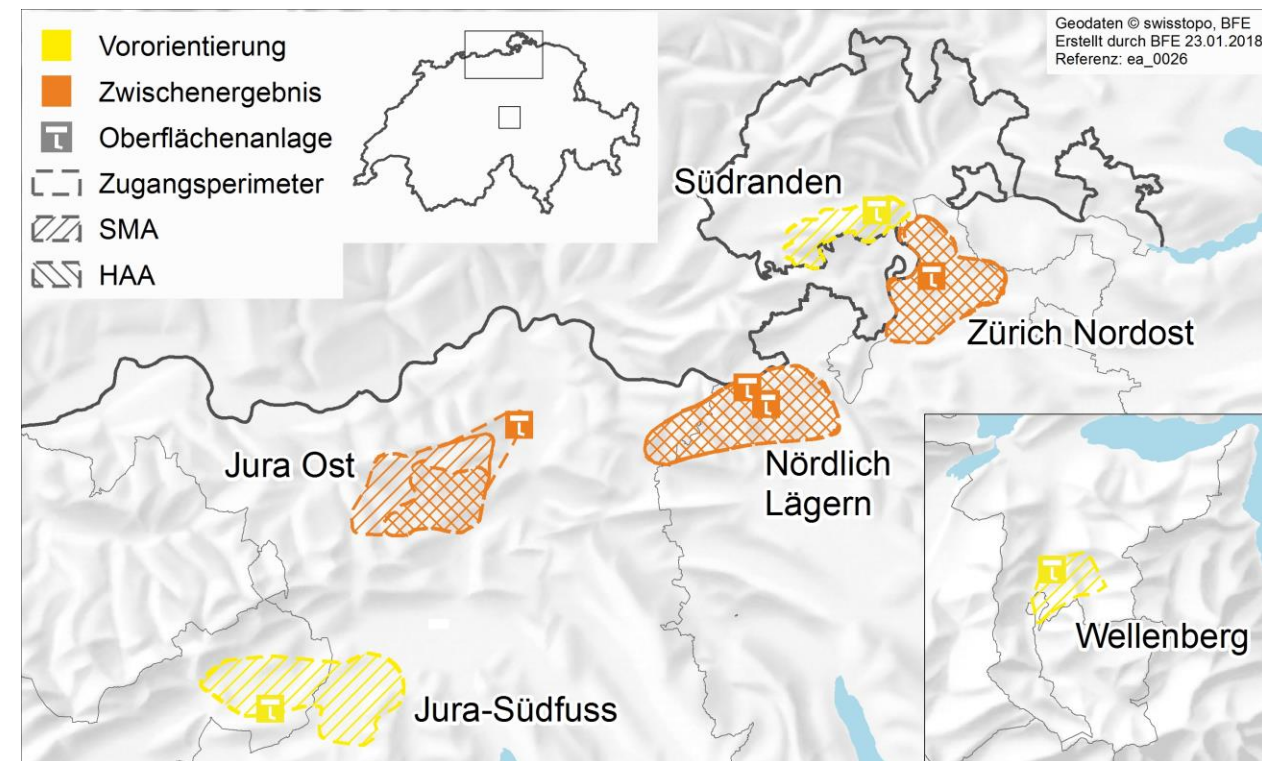 Vororientierung
Zwischenergebnis
Oberflächenanlage
Zugangsperimeter
SMA
HAA
Geodaten © swisstopo, BFE
Erstellt durch BFE 23.01.2018
Referenz: ea_0026
Südranden
Zürich Nordost
Jura Ost
Nördlich
Lägern
Wellenberg
Jura-Südfuss